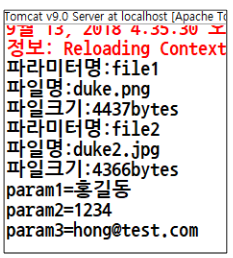 Tomcat v9.0 Server at localhost [Apache To
9월 13, 2018 4:35:30 오
정보: Reloading Context
파라미터명:file1
파일명:duke.png
파일크기:4437bytes
파라미터명:file2
파일명:duke2.jpg
파일크기:4366bytes
param1=홍길동
param2=1234
param3=hong@test.com